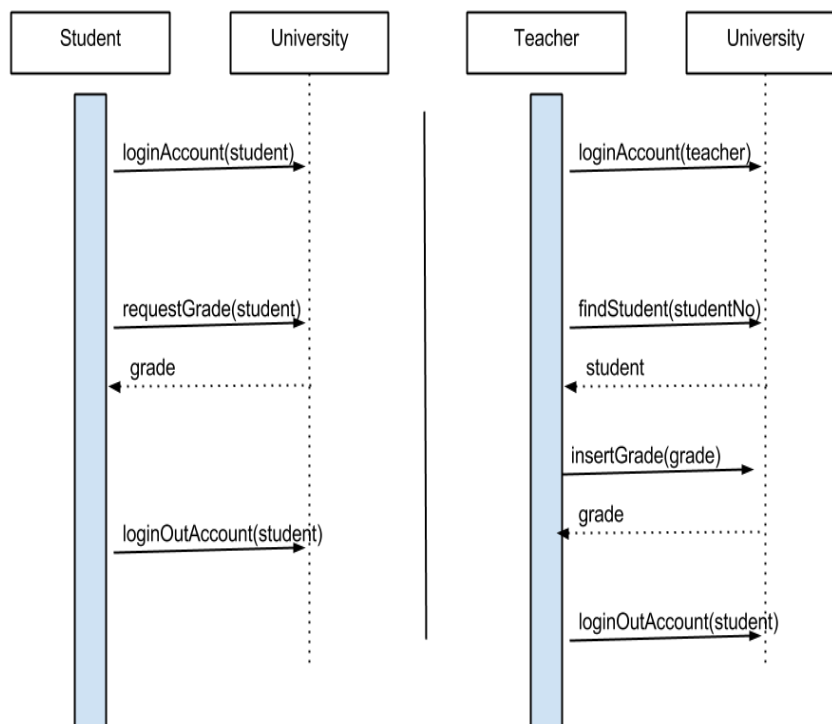 Student
University
loginAccount(student)
requestGrade(student)
grade
loginOutAccount(student)
Teacher
University
loginAccount(teacher)
findStudent(studentNo)
student
insertGrade(grade)
grade
loginOutAccount(student)